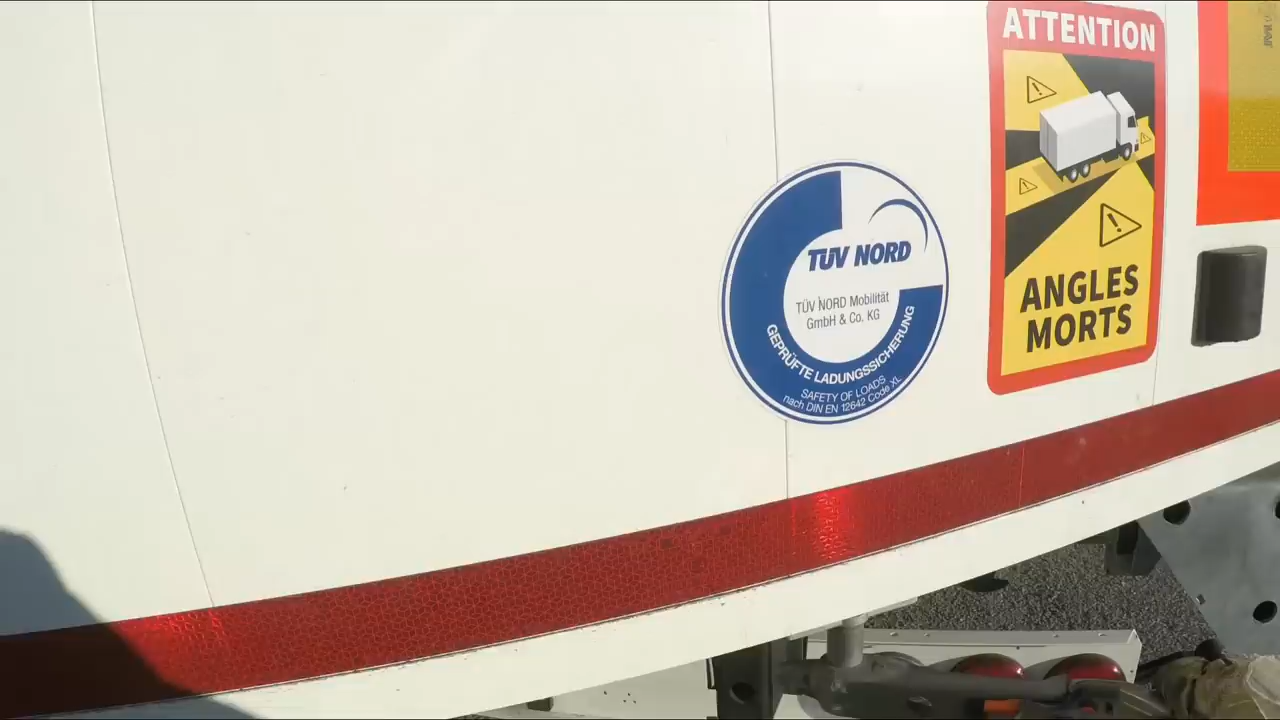 ATTENTION
ANGLES
MORTS
TÜV NORD
TÜV NORD Mobilität
GmbH & Co. KG
GEPRÜFTE LADUNGSSICHERUNG
SAFETY OF LOADS
nach DIN EN 12642 Code XL